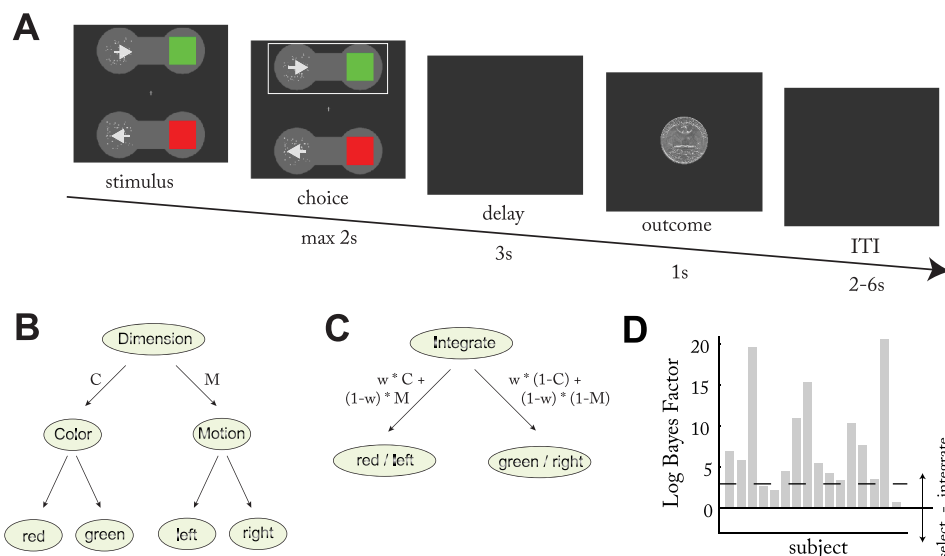 A
stimulus
choice
max 2s
delay
3s
outcome
1s
ITI
2-6s
B
Dimension
C
M
Color
Motion
red
green
left
right
C
Integrate
w * C +
(1-w) * M
w * (1-C) +
(1-w) * (1-M)
red / left
green / right
D
Log Bayes Factor
20
15
10
5
0
subject
select - integrate